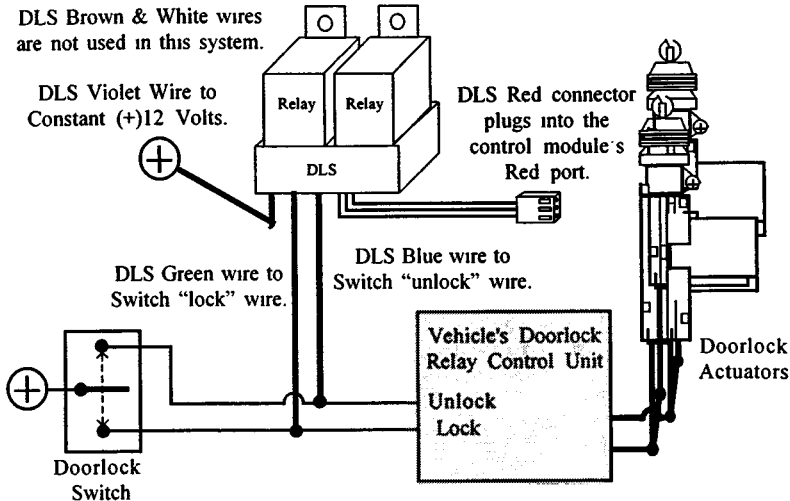 DLS Brown & White wires
are not used in this system.
DLS Violet Wire to
Constant (+)12 Volts.
Relay
Relay
DLS
DLS Red connector
plugs into the
control module's
Red port.
DLS Green wire to
Switch "lock" wire.
DLS Blue wire to
Switch "unlock" wire.
Vehicle's Doorlock
Relay Control Unit
Unlock
Lock
Doorlock
Actuators
Doorlock
Switch